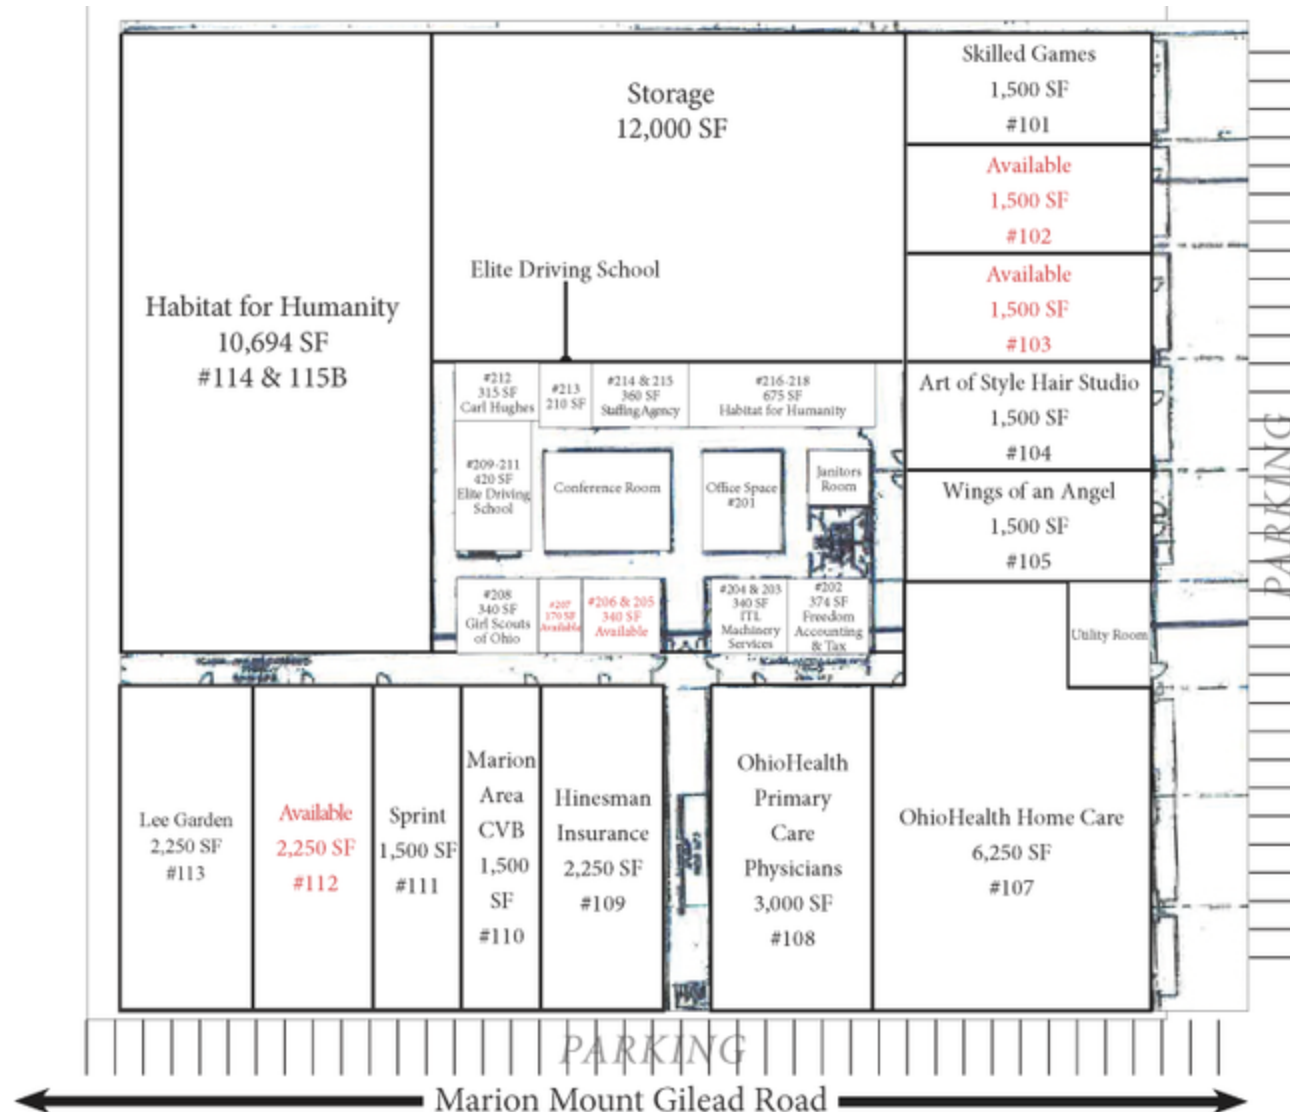 Storage
12,000 SF
Skilled Games
1,500 SF
#101
Available
1,500 SF
#102
Available
1,500 SF
#103
Elite Driving School
Habitat for Humanity
10,694 SF
#114 & 115B
#212
315 SF
Carl Hughes
#213
210 SF
#214 & 215
360 SF
Staffing Agency
#216-218
675 SF
Habitat for Humanity
Art of Style Hair Studio
1,500 SF
#104
#209-211
420 SF
Elite Driving
School
Conference Room
Office Space
#201
Janitors
Room
Wings of an Angel
1,500 SF
#105
#208
340 SF
Girl Scouts
of Ohio
#207
170 SF
Available
#206 & 205
340 SF
Available
#204 & 203
340 SF
ITL
Machinery
Services
#202
374 SF
Freedom
Accounting
& Tax
Utility Room
PARKING
Lee Garden
2,250 SF
#113
Available
2,250 SF
#112
Sprint
1,500 SF
#111
Marion
Area
CVB
1,500
SF
#110
Hinesman
Insurance
2,250 SF
#109
OhioHealth
Primary
Care
Physicians
3,000 SF
#108
OhioHealth Home Care
6,250 SF
#107
PARKING
Marion Mount Gilead Road